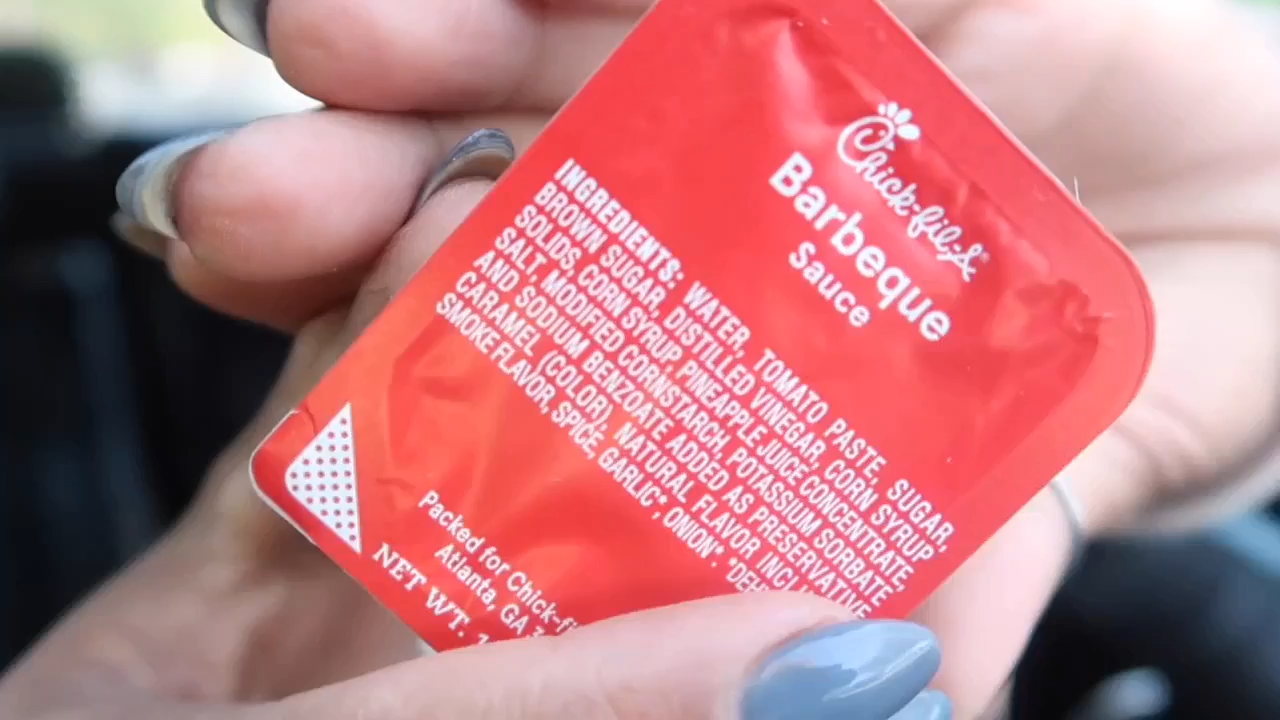 Chick-fil-A®
Barbeque
Sauce
INGREDIENTS: WATER, TOMATO PASTE, SUGAR,
BROWN SUGAR, DISTILLED VINEGAR, CORN SYRUP
SOLIDS, CORN SYRUP, PINEAPPLE JUICE CONCENTRATE
SALT, MODIFIED CORNSTARCH, POTASSIUM SORBATE
AND SODIUM BENZOATE ADDED AS PRESERVATIVE
CARAMEL (COLOR), NATURAL FLAVOR
SMOKE FLAVOR, SPICE, GARLIC*, ONION*.
Packed for Chick-fi
Atlanta, GA
NET WT.